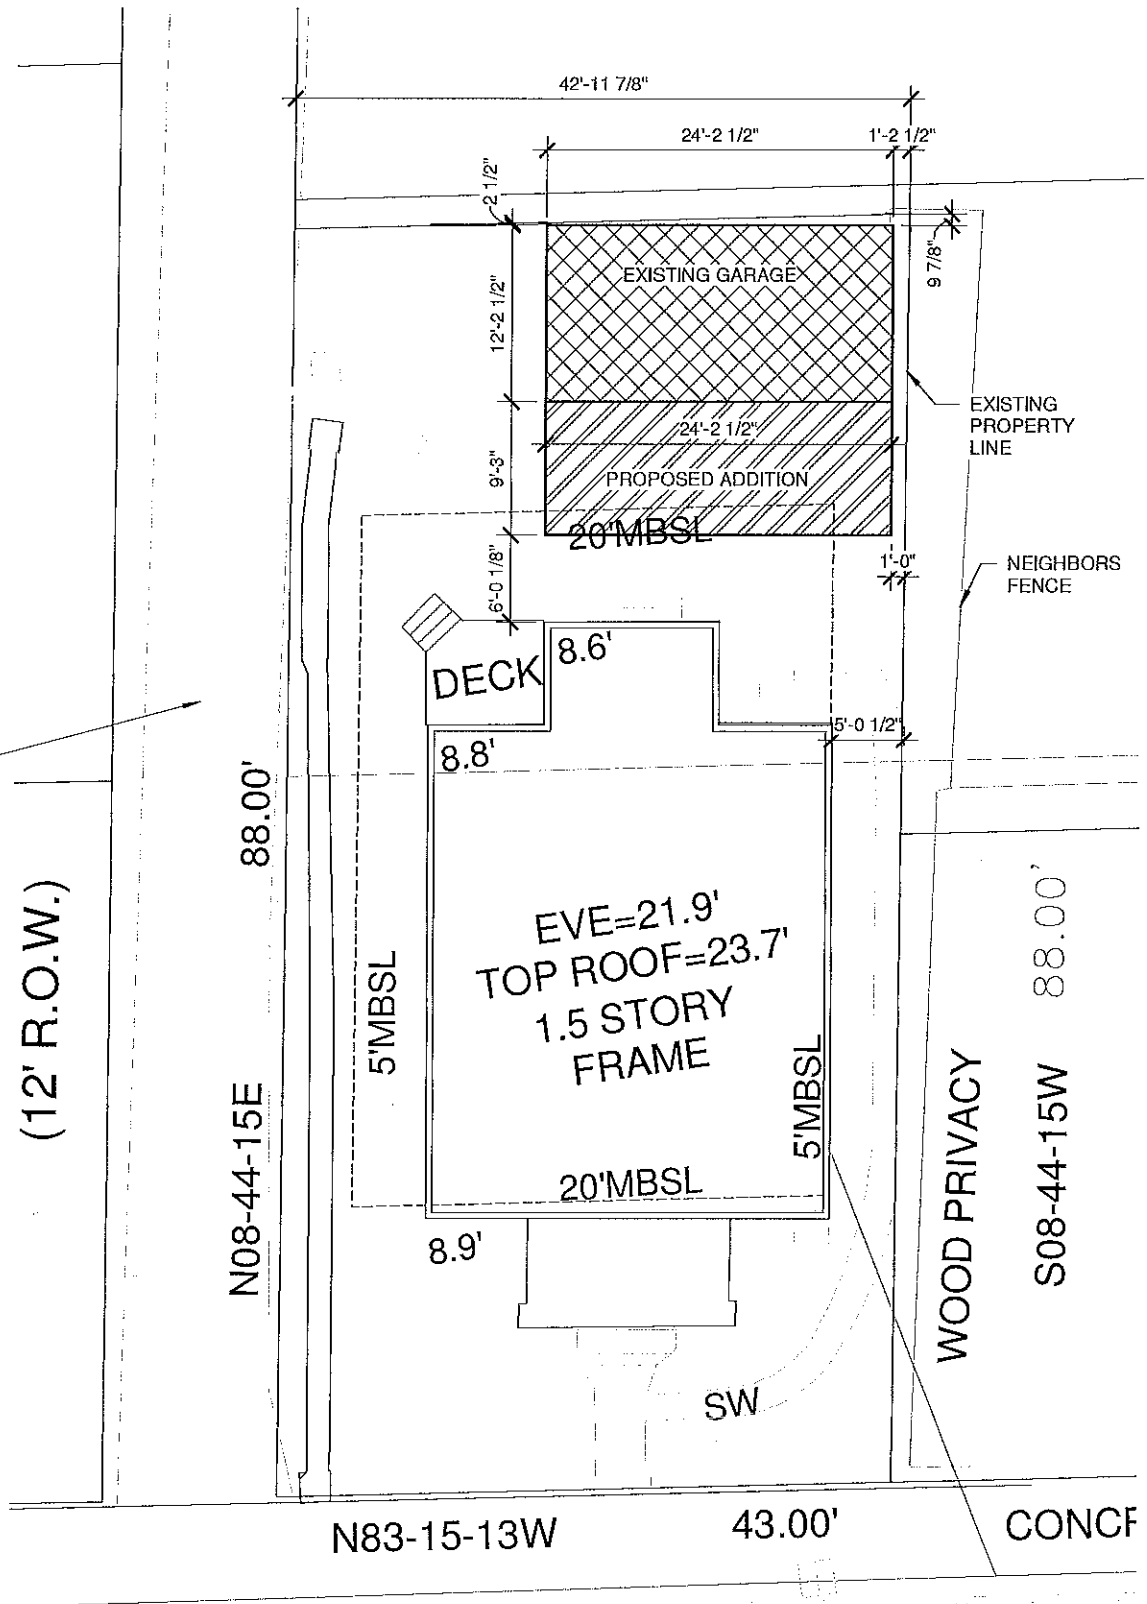 42'-11 7/8"
24'-2 1/2"
1'-2 1/2"
2 1/2"
9 7/8"
EXISTING GARAGE
12'-2 1/2"
EXISTING
PROPERTY
LINE
24'-2 1/2"
9'-3"
PROPOSED ADDITION
20'MBSL
6'-0 1/8"
1'-0"
NEIGHBORS
FENCE
8.6'
DECK
5'-0 1/2"
8.8'
88.00'
(12' R.O.W.)
N08-44-15E
5'MBSL
EVE=21.9'
TOP ROOF=23.7'
1.5 STORY
FRAME
5'MBSL
20'MBSL
8.9'
WOOD PRIVACY
88.00'
S08-44-15W
SW
N83-15-13W
43.00'